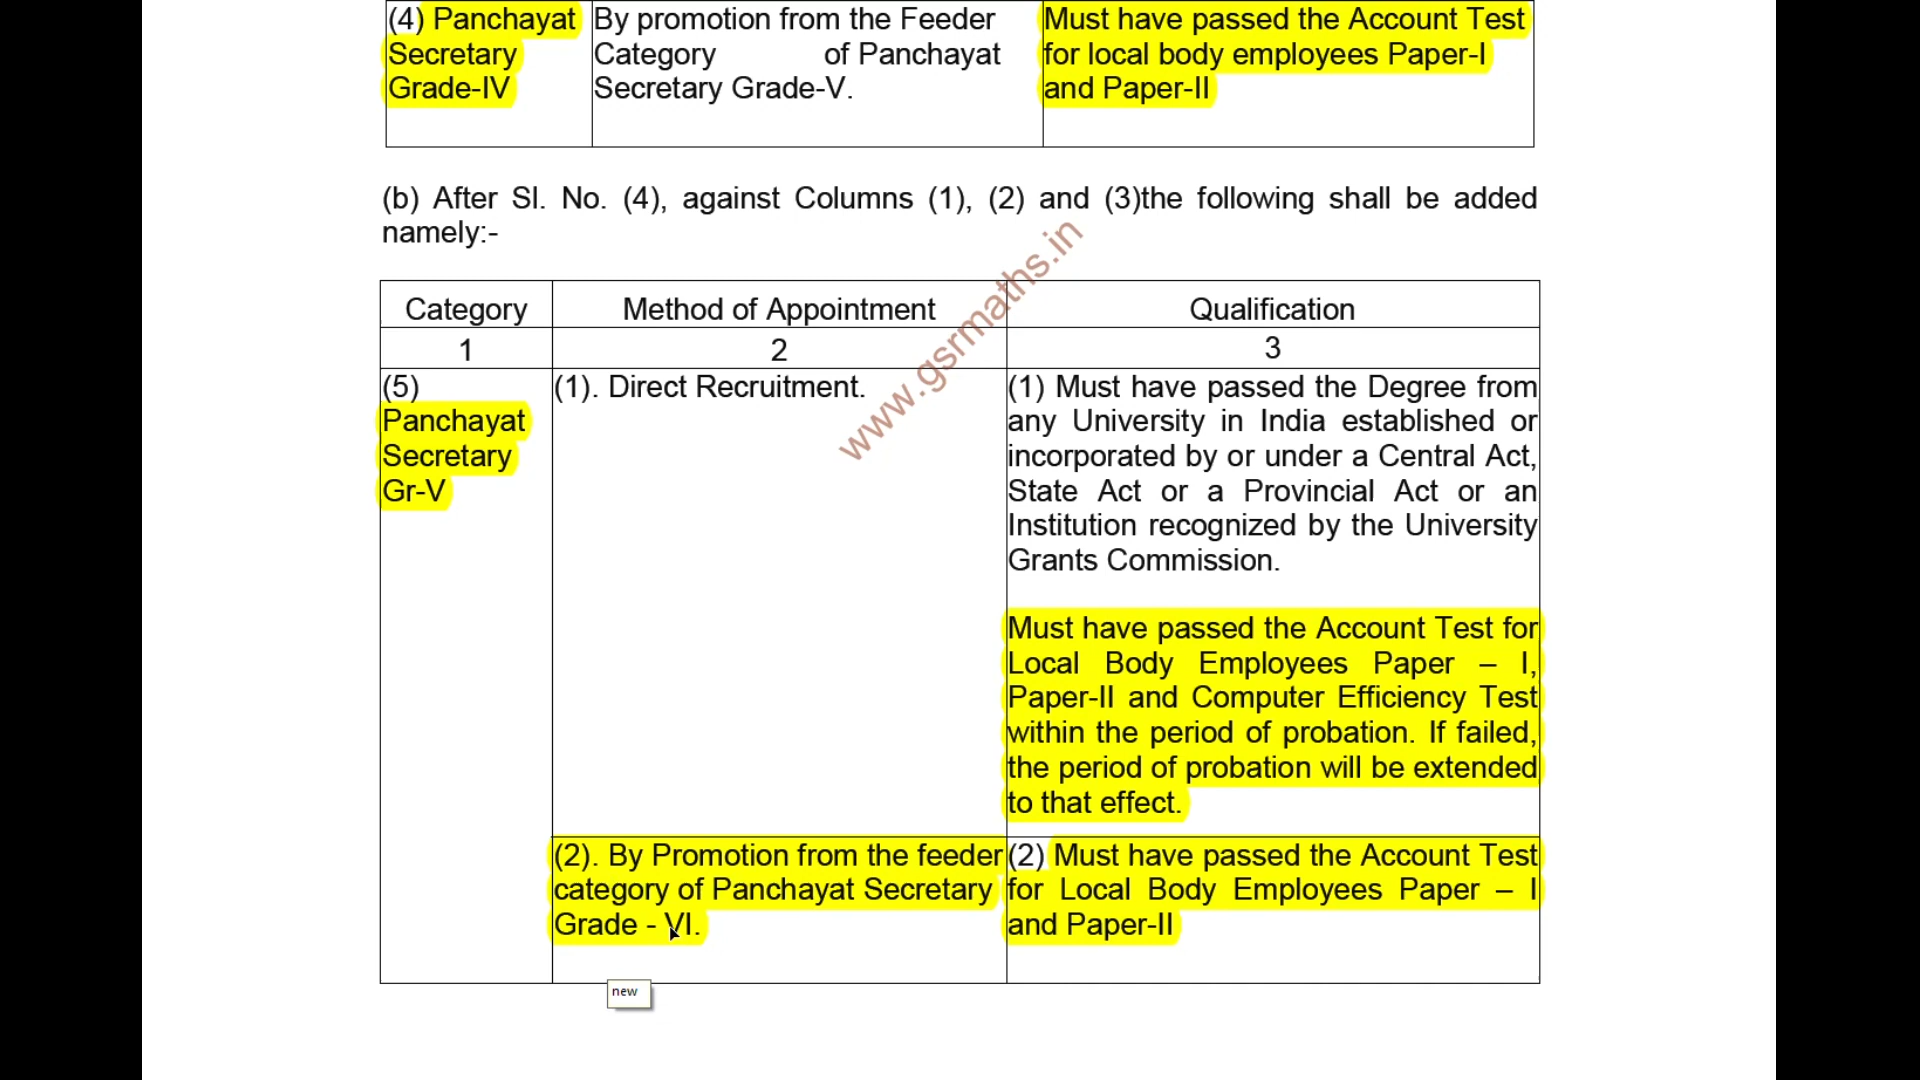 (4) Panchayat
Secretary
Grade-IV
By promotion from the Feeder
Category of Panchayat
Secretary Grade-V.
Must have passed the Account Test
for local body employees Paper-I
and Paper-II
(b) After Sl. No. (4), against Columns (1), (2) and (3)the following shall be added
namely:-
www.gsrmaths.in
Category
Method of Appointment
Qualification
1
2
3
(5)
Panchayat
Secretary
Gr-V
(1). Direct Recruitment.
(1) Must have passed the Degree from
any University in India established or
incorporated by or under a Central Act,
State Act or a Provincial Act or an
Institution recognized by the University
Grants Commission.
Must have passed the Account Test for
Local Body Employees Paper – I,
Paper-II and Computer Efficiency Test
within the period of probation. If failed,
the period of probation will be extended
to that effect.
(2). By Promotion from the feeder
category of Panchayat Secretary
Grade - VI.
(2) Must have passed the Account Test
for Local Body Employees Paper – I
and Paper-II
new